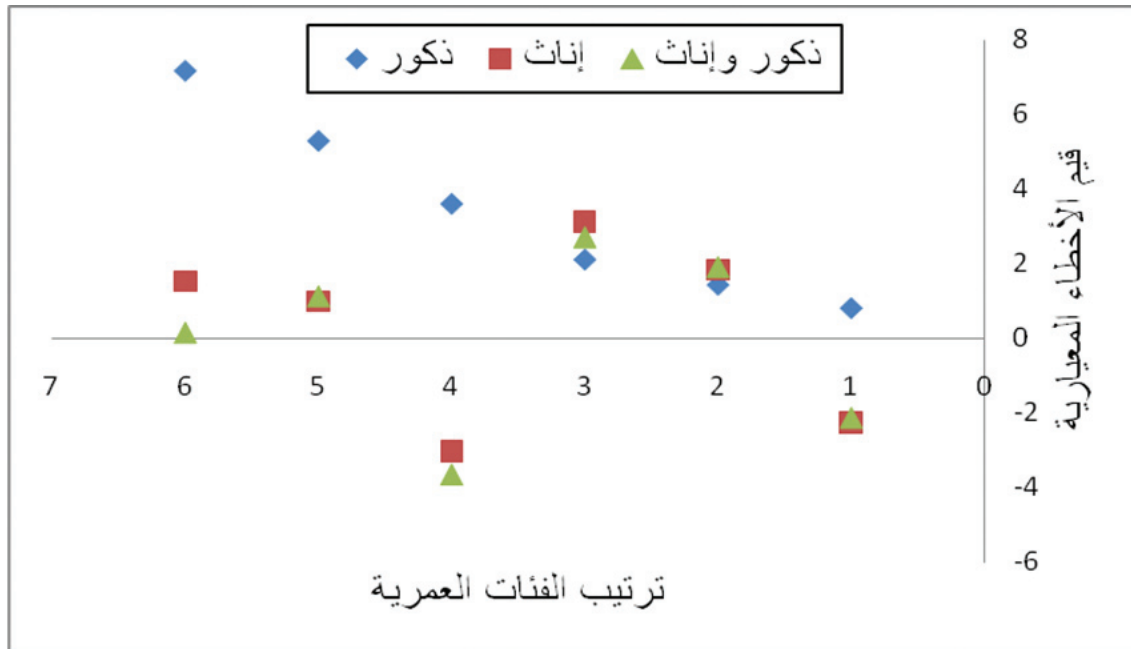 ذكور إناث ذكور وإناث
8
6
4
2
0
-2
-4
-6
7 6 5 4 3 2 1 0
قيم الأخطاء المعيارية
ترتيب الفئات العمرية